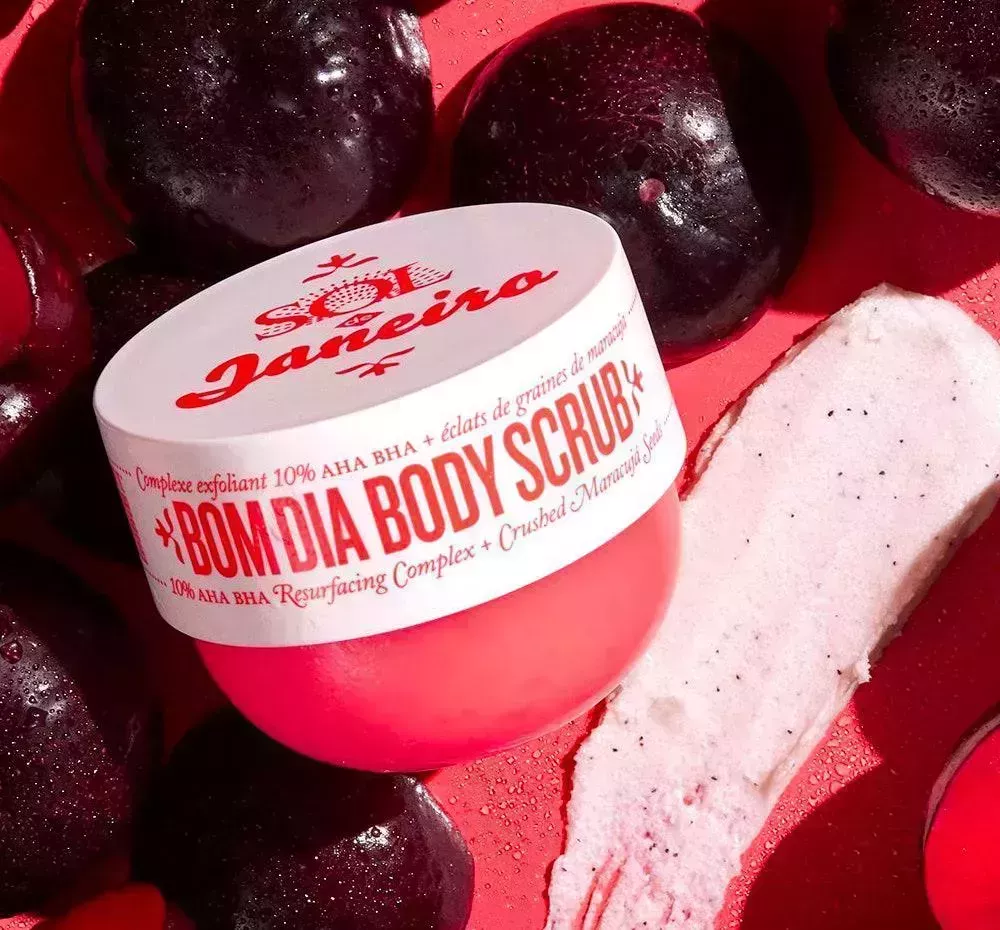 SOL
de
Janeiro
Complexe exfoliant 10% AHA BHA + éclats de graines de maracujá
BOM DIA BODY SCRUB
10% AHA BHA Resurfacing Complex + Crushed Maracujá Seeds